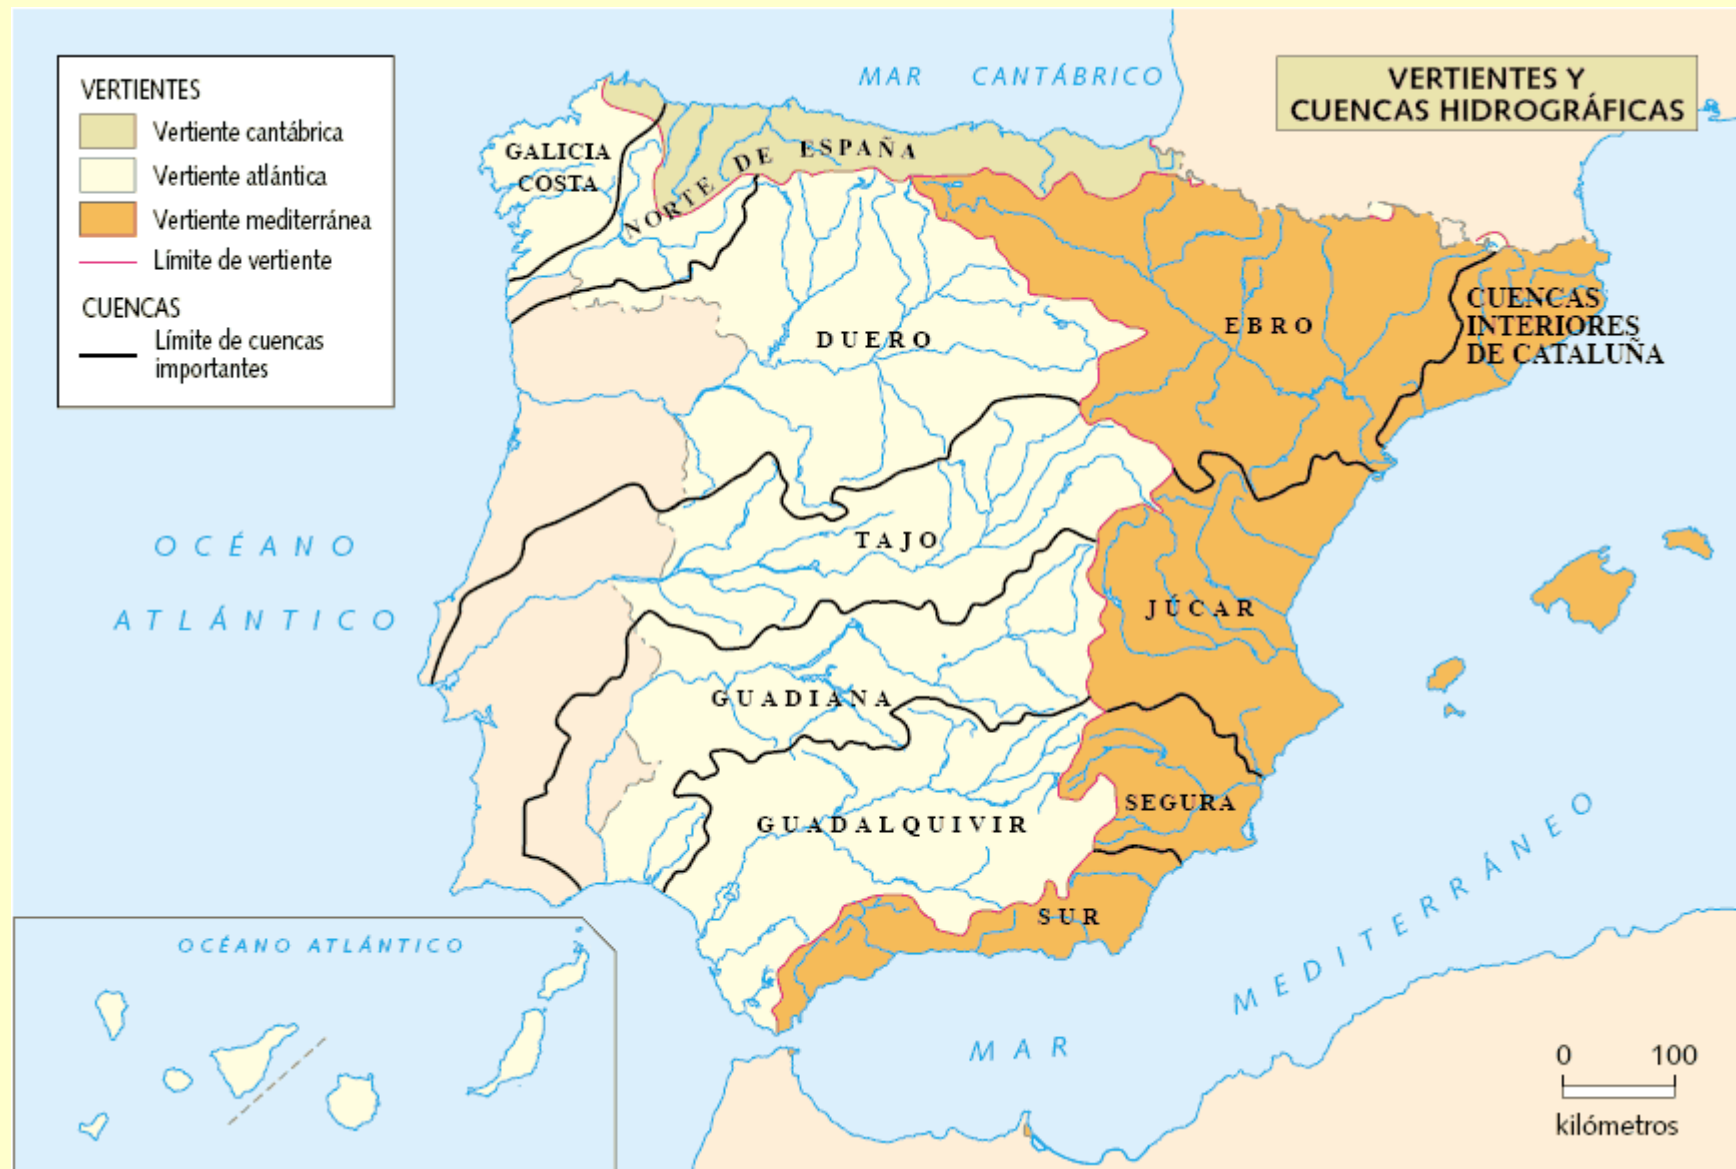 MAR CANTÁBRICO
VERTIENTES Y
CUENCAS HIDROGRÁFICAS
VERTIENTES
Vertiente cantábrica
Vertiente atlántica
Vertiente mediterránea
Límite de vertiente
CUENCAS
Límite de cuencas
importantes
GALICIA
COSTA
NORTE DE ESPAÑA
DUERO
EBRO
CUENCAS
INTERIORES
DE CATALUÑA
OCÉANO
ATLÁNTICO
TAJO
JÚCAR
GUADIANA
SEGURA
GUADALQUIVIR
SUR
MAR MEDITERRÁNEO
OCÉANO ATLÁNTICO
0 100
kilómetros